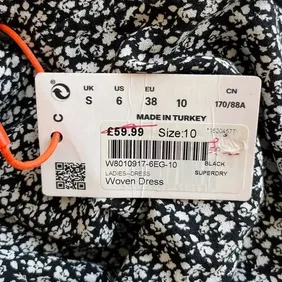 UK US EU CN
S 6 38 10 170/88A
MADE IN TURKEY
£59.99 Size:10
W8010917-6EG-10 BLACK
LADIES-DRESS SUPERDRY
Woven Dress